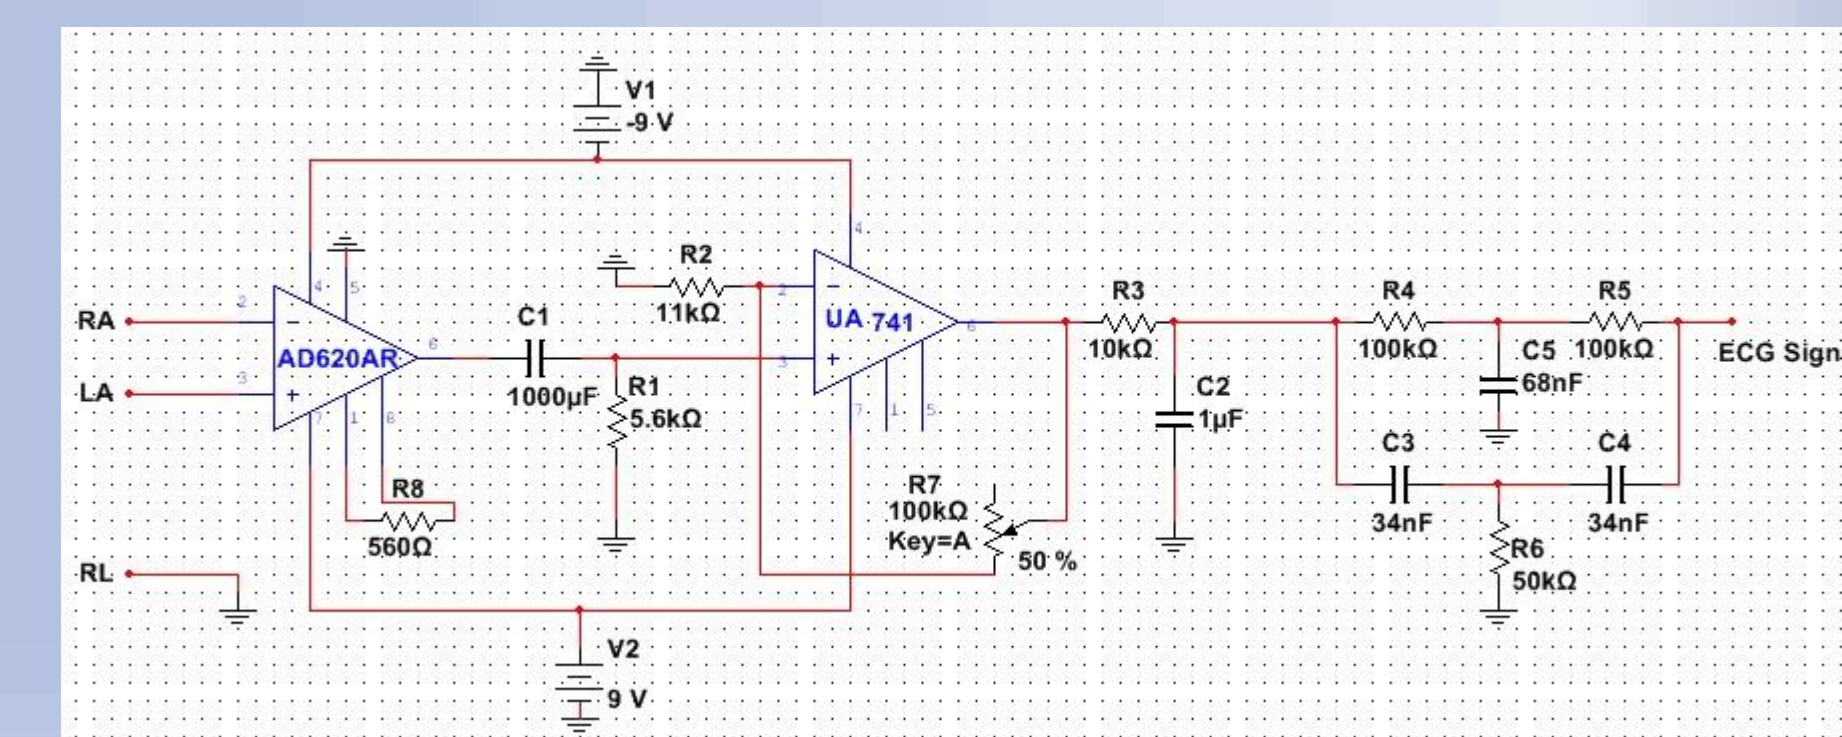 V1
-9 V
4
5
2
RA
AD620AR
6
3
LA
7
1
8
R8
560Ω
RL
C1
1000µF
R1
5.6kΩ
R2
11kΩ
4
2
UA 741
6
3
7
1
5
R7
100kΩ
Key=A
50 %
V2
9 V
R3
10kΩ
C2
1µF
R4
100kΩ
C5
68nF
R5
100kΩ
ECG Sign
C3
34nF
C4
34nF
R6
50kΩ